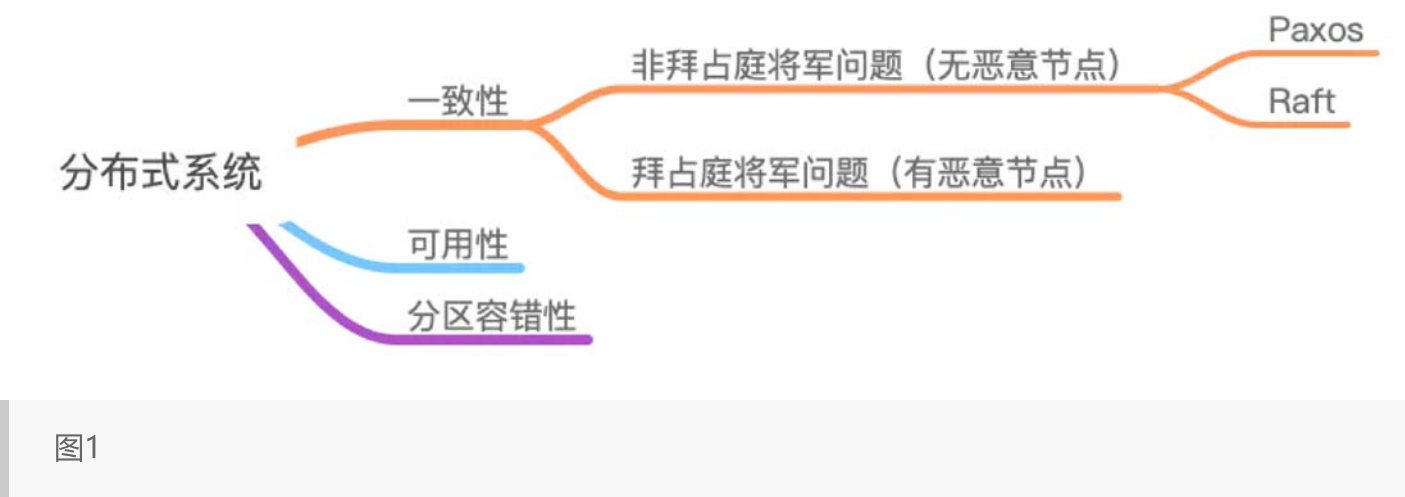 分布式系统
一致性
非拜占庭将军问题（无恶意节点）
Paxos
Raft
拜占庭将军问题（有恶意节点）
可用性
分区容错性
图1